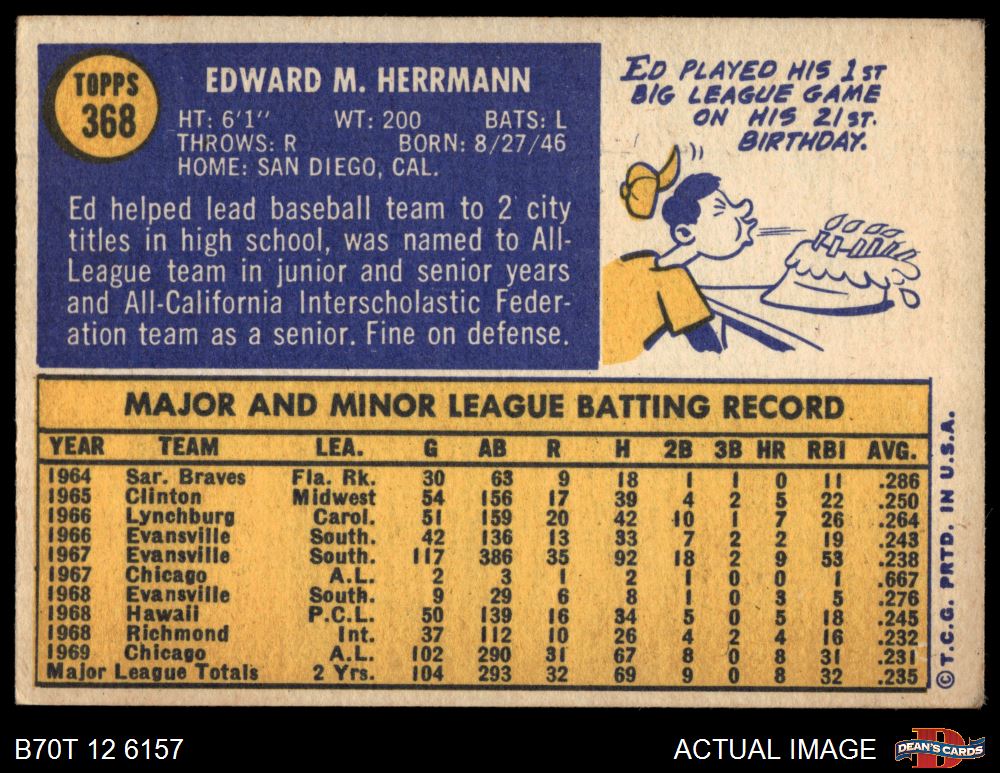 TOPPS
368
EDWARD M. HERRMANN
HT: 6'1" WT: 200 BATS: L
THROWS: R BORN: 8/27/46
HOME: SAN DIEGO, CAL.
Ed helped lead baseball team to 2 city
titles in high school, was named to All-
League team in junior and senior years
and All-California Interscholastic Feder-
ation team as a senior. Fine on defense.
ED PLAYED HIS 1ST
BIG LEAGUE GAME
ON HIS 21ST.
BIRTHDAY.
MAJOR AND MINOR LEAGUE BATTING RECORD
YEAR TEAM LEA. G AB R H 2B 3B HR RBI AVG.
1964 Sar. Braves Fla. Rk. 30 63 9 18 1 1 0 11 .286
1965 Clinton Midwest 54 156 17 39 4 2 5 22 .250
1966 Lynchburg Carol. 51 159 20 42 10 1 7 26 .264
1966 Evansville South. 42 136 13 33 7 2 2 19 .243
1967 Evansville South. 117 386 35 92 18 2 9 53 .238
1967 Chicago A.L. 2 3 1 2 1 0 0 1 .667
1968 Evansville South. 9 29 6 8 1 0 3 5 .276
1968 Hawaii P.C.L. 50 139 16 34 5 0 5 18 .245
1968 Richmond Int. 37 112 10 26 4 2 4 16 .232
1969 Chicago A.L. 102 290 31 67 8 0 8 31 .231
Major League Totals 2 Yrs. 104 293 32 69 9 0 8 32 .235
© T.C.G. PRTD. IN U.S.A.
B70T 12 6157
ACTUAL IMAGE
D
DEAN'S CARDS